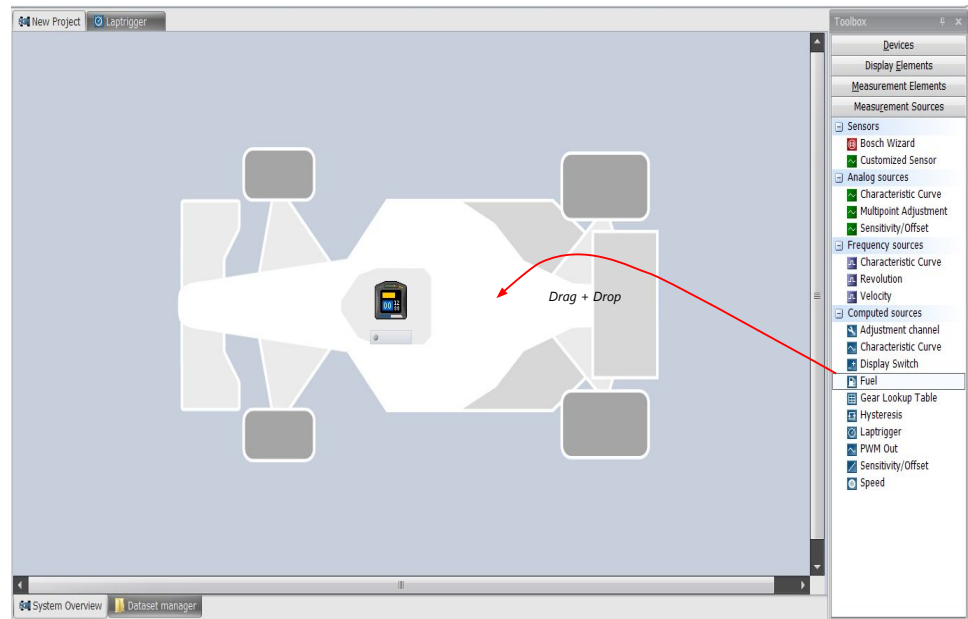 New Project
Laptrigger
Toolbox
Devices
Display Elements
Measurement Elements
Measurement Sources
Sensors
Bosch Wizard
Customized Sensor
Analog sources
Characteristic Curve
Multipoint Adjustment
Sensitivity/Offset
Frequency sources
Characteristic Curve
Revolution
Velocity
Computed sources
Adjustment channel
Characteristic Curve
Display Switch
Fuel
Gear Lookup Table
Hysteresis
Laptrigger
PWM Out
Sensitivity/Offset
Speed
Drag + Drop
System Overview
Dataset manager